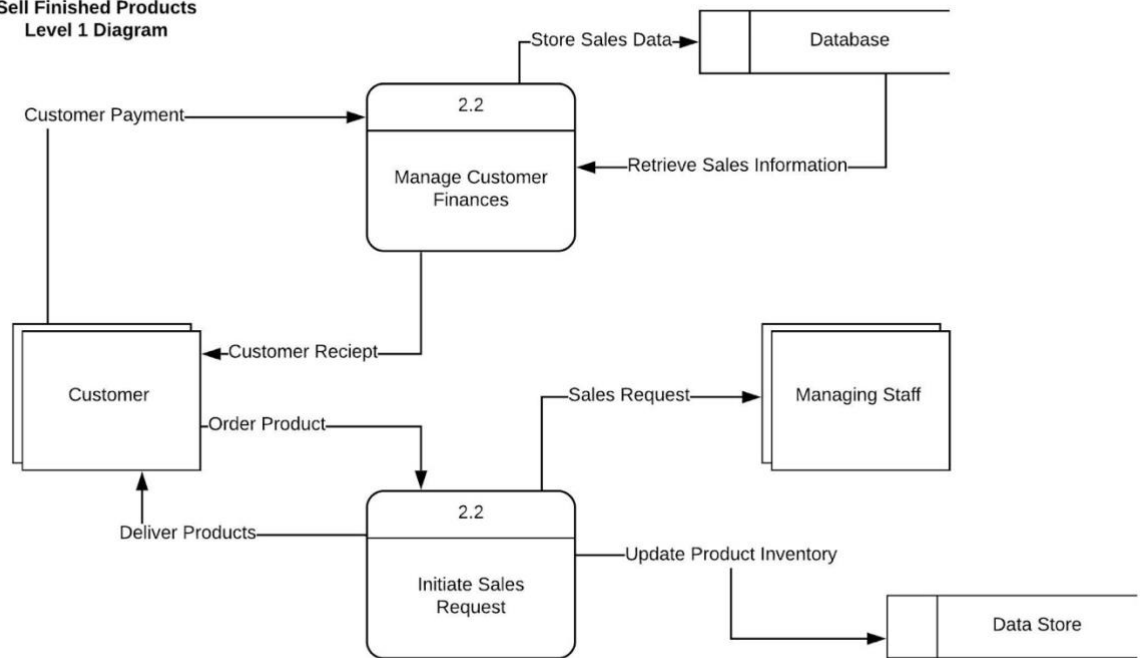 Sell Finished Products
Level 1 Diagram
Store Sales Data
Database
Customer Payment
2.2
Manage Customer
Finances
Retrieve Sales Information
Customer Reciept
Customer
Sales Request
Managing Staff
Order Product
2.2
Deliver Products
Initiate Sales
Request
Update Product Inventory
Data Store